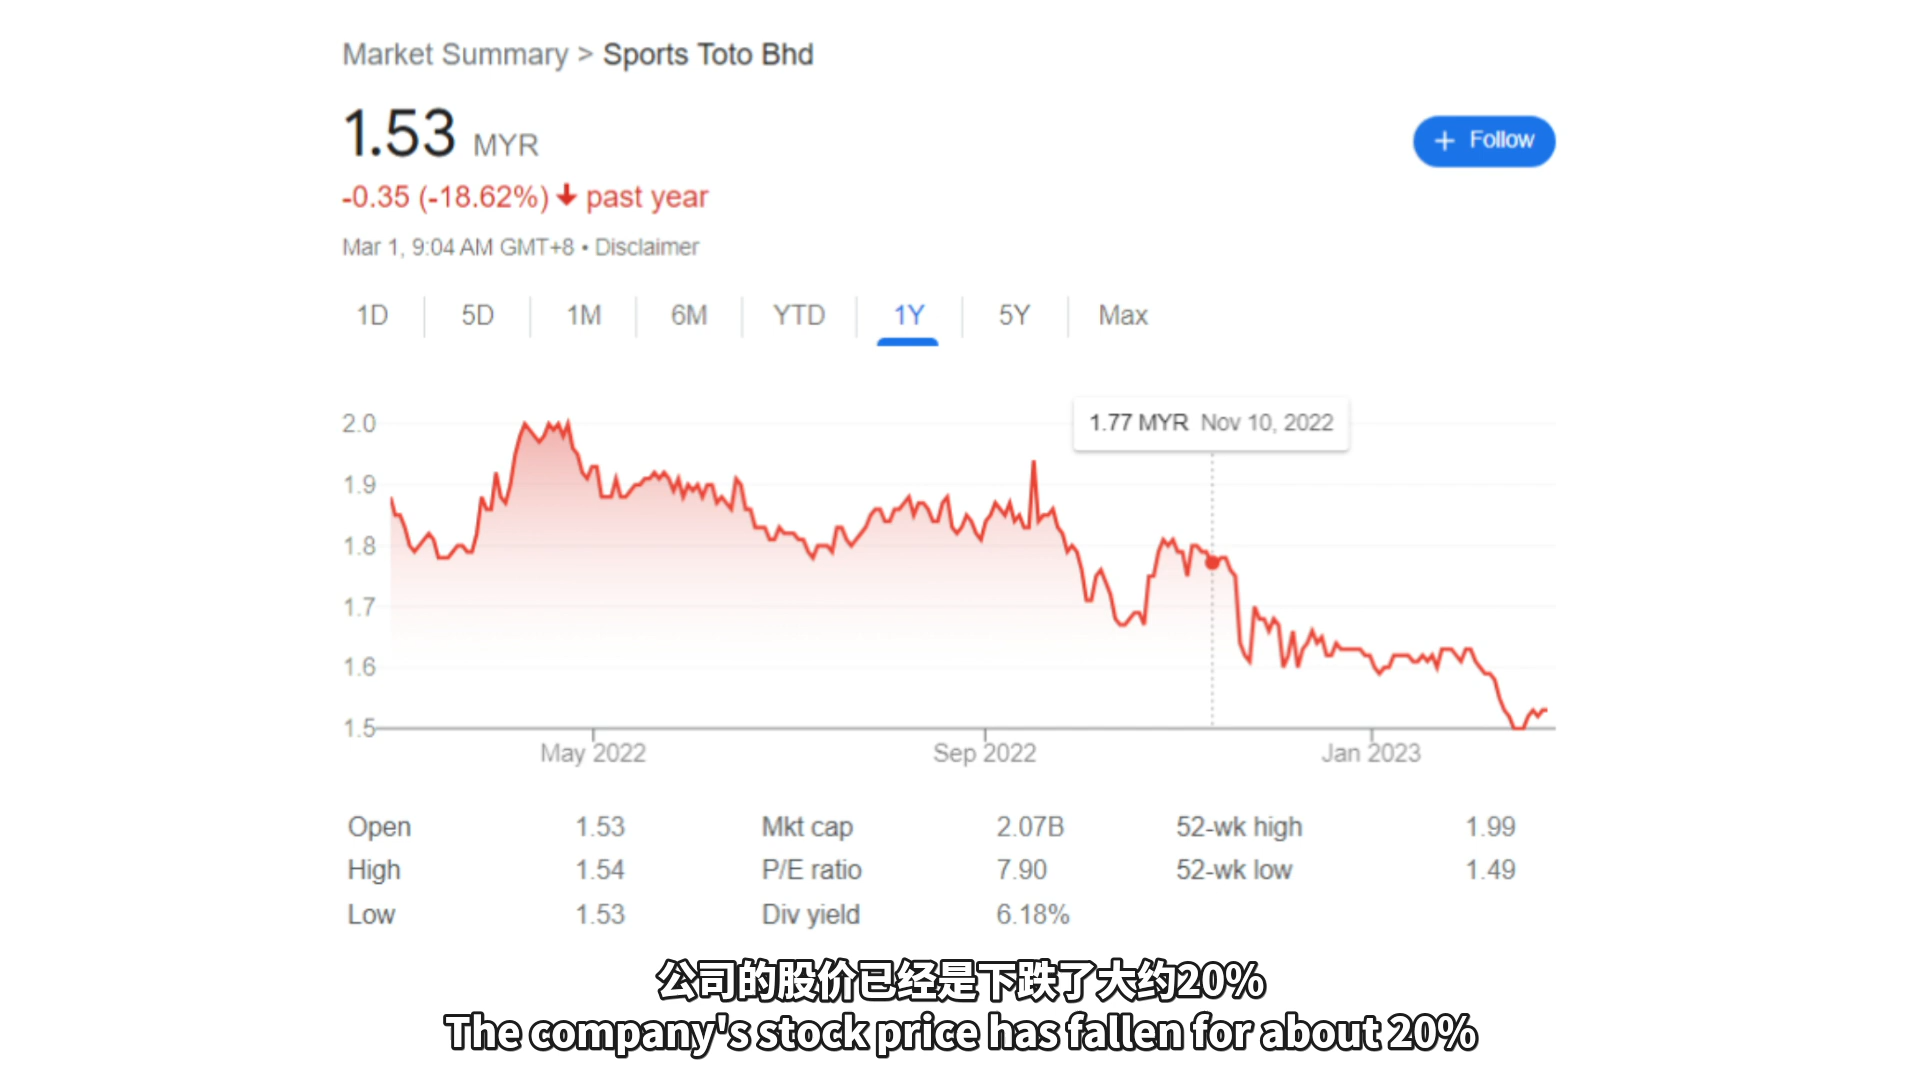 Market Summary > Sports Toto Bhd
1.53 MYR
+ Follow
-0.35 (-18.62%) ↓ past year
Mar 1, 9:04 AM GMT+8 • Disclaimer
1D 5D 1M 6M YTD 1Y 5Y Max
1.77 MYR Nov 10, 2022
2.0
1.9
1.8
1.7
1.6
1.5
May 2022 Sep 2022 Jan 2023
Open 1.53 Mkt cap 2.07B 52-wk high 1.99
High 1.54 P/E ratio 7.90 52-wk low 1.49
Low 1.53 Div yield 6.18%
公司的股价已经是下跌了大约20%
The company's stock price has fallen for about 20%